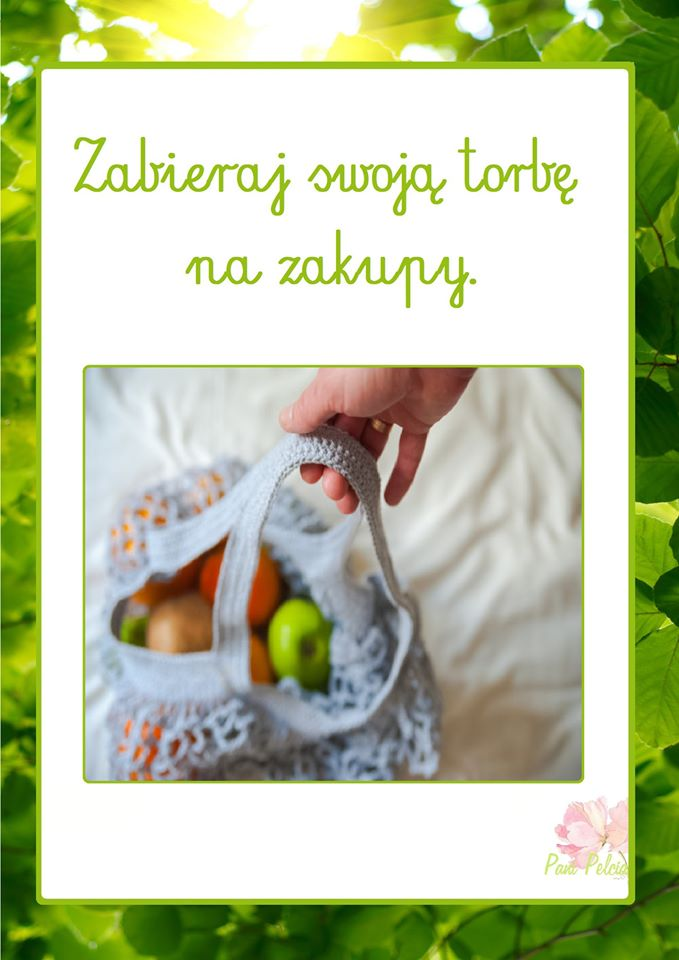 Zabieraj swoją torbę
na zakupy.
Pani Pelcia